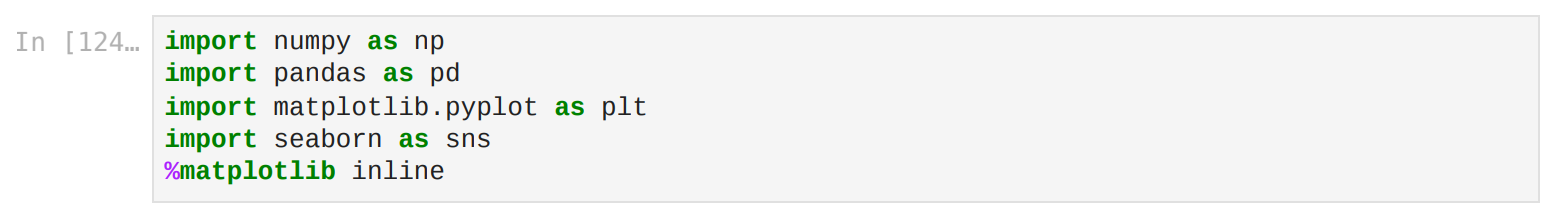 In [124…
import numpy as np
import pandas as pd
import matplotlib.pyplot as plt
import seaborn as sns
%matplotlib inline